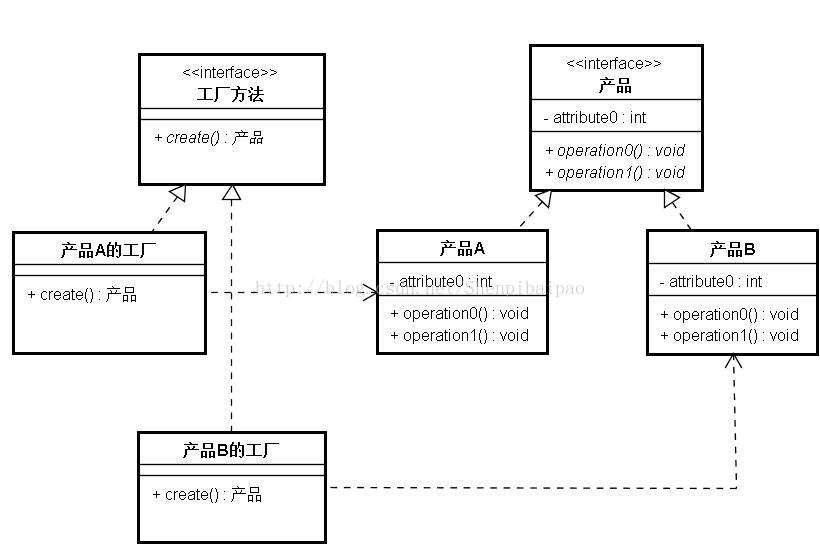 <<interface>>
工厂方法
+ create() : 产品
<<interface>>
产品
- attribute0 : int
+ operation0() : void
+ operation1() : void
产品A的工厂
+ create() : 产品
产品A
- attribute0 : int
+ operation0() : void
+ operation1() : void
产品B
- attribute0 : int
+ operation0() : void
+ operation1() : void
http://blog.csdn.net/Shenpibaipao
产品B的工厂
+ create() : 产品